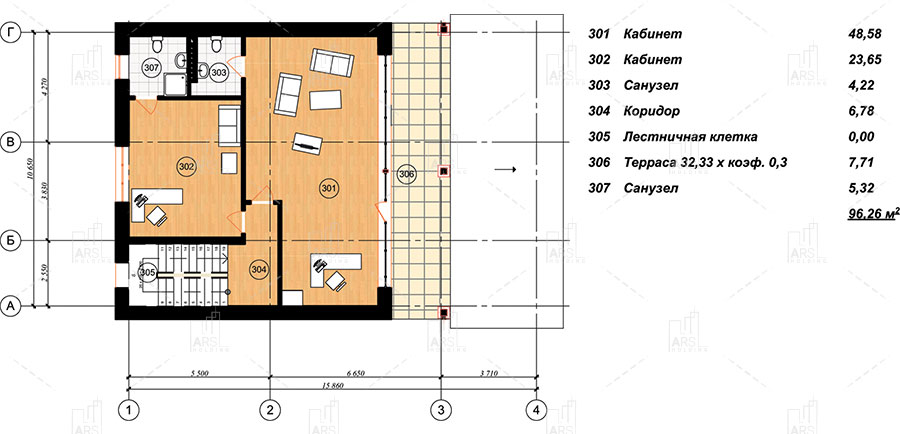 301 Кабинет 48,58
302 Кабинет 23,65
303 Санузел 4,22
304 Коридор 6,78
305 Лестничная клетка 0,00
306 Терраса 32,33 х коэф. 0,3 7,71
307 Санузел 5,32
96.26 м²
Г
В
Б
А
4 270
3 830
2 550
10 650
307
303
302
301
306
305
304
5 500
6 650
3 710
15 860
1
2
3
4
ARS
HOLDING